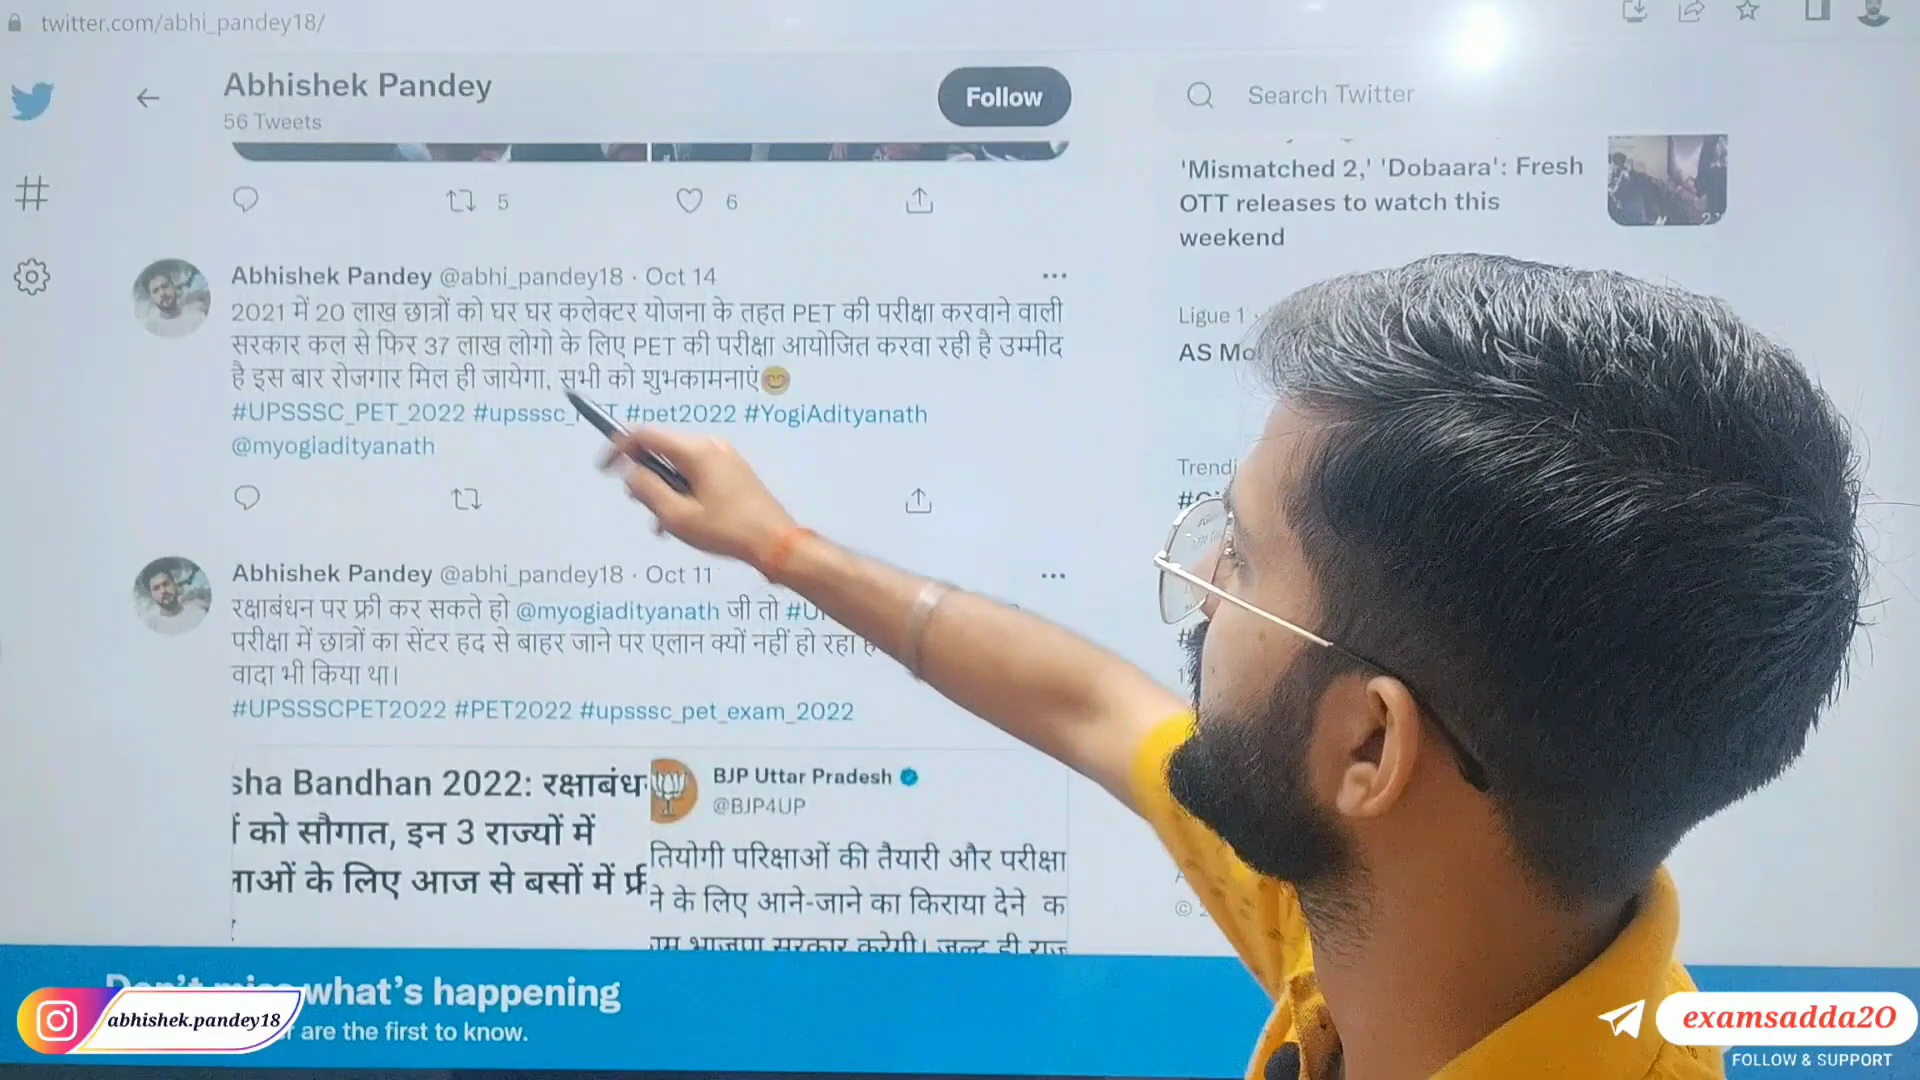 twitter.com/abhi_pandey18/
Abhishek Pandey
56 Tweets
Follow
Search Twitter
5
6
'Mismatched 2,' 'Dobaara': Fresh
OTT releases to watch this
weekend
Abhishek Pandey @abhi_pandey18 · Oct 14
2021 में 20 लाख छात्रों को घर घर कलेक्टर योजना के तहत PET की परीक्षा करवाने वाली
सरकार कल से फिर 37 लाख लोगो के लिए PET की परीक्षा आयोजित करवा रही है उम्मीद
है इस बार रोजगार मिल ही जायेगा, सभी को शुभकामनाएं😊
#UPSSSC_PET_2022 #upsssc_ #pet2022 #YogiAdityanath
@myogiadityanath
Ligue 1
AS
Abhishek Pandey @abhi_pandey18 · Oct 11
रक्षाबंधन पर फ्री कर सकते हो @myogiadityanath जी तो
परीक्षा में छात्रों का सेंटर हद से बाहर जाने पर एलान क्यों नहीं हो रहा
वादा भी किया था।
#UPSSSCPET2022 #PET2022 #upsssc_pet_exam_2022
sha Bandhan 2022:
को सौगात, इन 3 राज्यों में
के लिए आज से बसों में
BJP Uttar Pradesh
@BJP4UP
की तैयारी और परीक्षा
के लिए आने-जाने का किराया देने
what's happening
are the first to know.
abhishek.pandey18
examsadda20
FOLLOW & SUPPORT